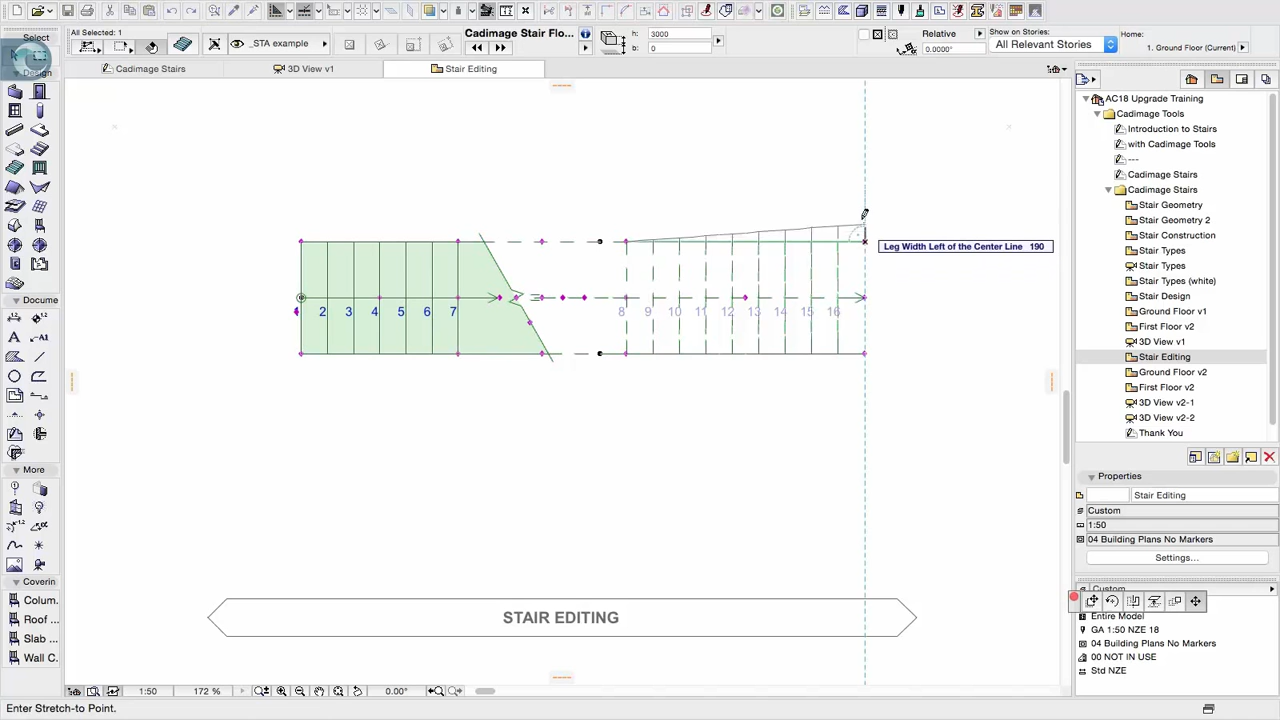 All Selected: 1
Select
Cadimage Stair Flo...
_STA example
h:
3000
b:
0
Relative
0.0000°
Show on Stories:
All Relevant Stories
Home:
1. Ground Floor (Current)
Cadimage Stairs
3D View v1
Stair Editing
Design
Docume
More
Coverin
Colum.
Roof ...
Slab ...
Wall C.
2
3
4
5
6
7
8
9
10
11
12
13
14
15
16
Leg Width Left of the Center Line 190
STAIR EDITING
AC18 Upgrade Training
Cadimage Tools
Introduction to Stairs
with Cadimage Tools
---
Cadimage Stairs
Cadimage Stairs
Stair Geometry
Stair Geometry 2
Stair Construction
Stair Types
Stair Types
Stair Types (white)
Stair Design
Ground Floor v1
First Floor v2
3D View v1
Stair Editing
Ground Floor v2
First Floor v2
3D View v2-1
3D View v2-2
Thank You
Properties
Stair Editing
Custom
1:50
04 Building Plans No Markers
Settings...
Custom
Entire Model
GA 1:50 NZE 18
04 Building Plans No Markers
00 NOT IN USE
Std NZE
1:50
172 %
0.00°
Enter Stretch-to Point.